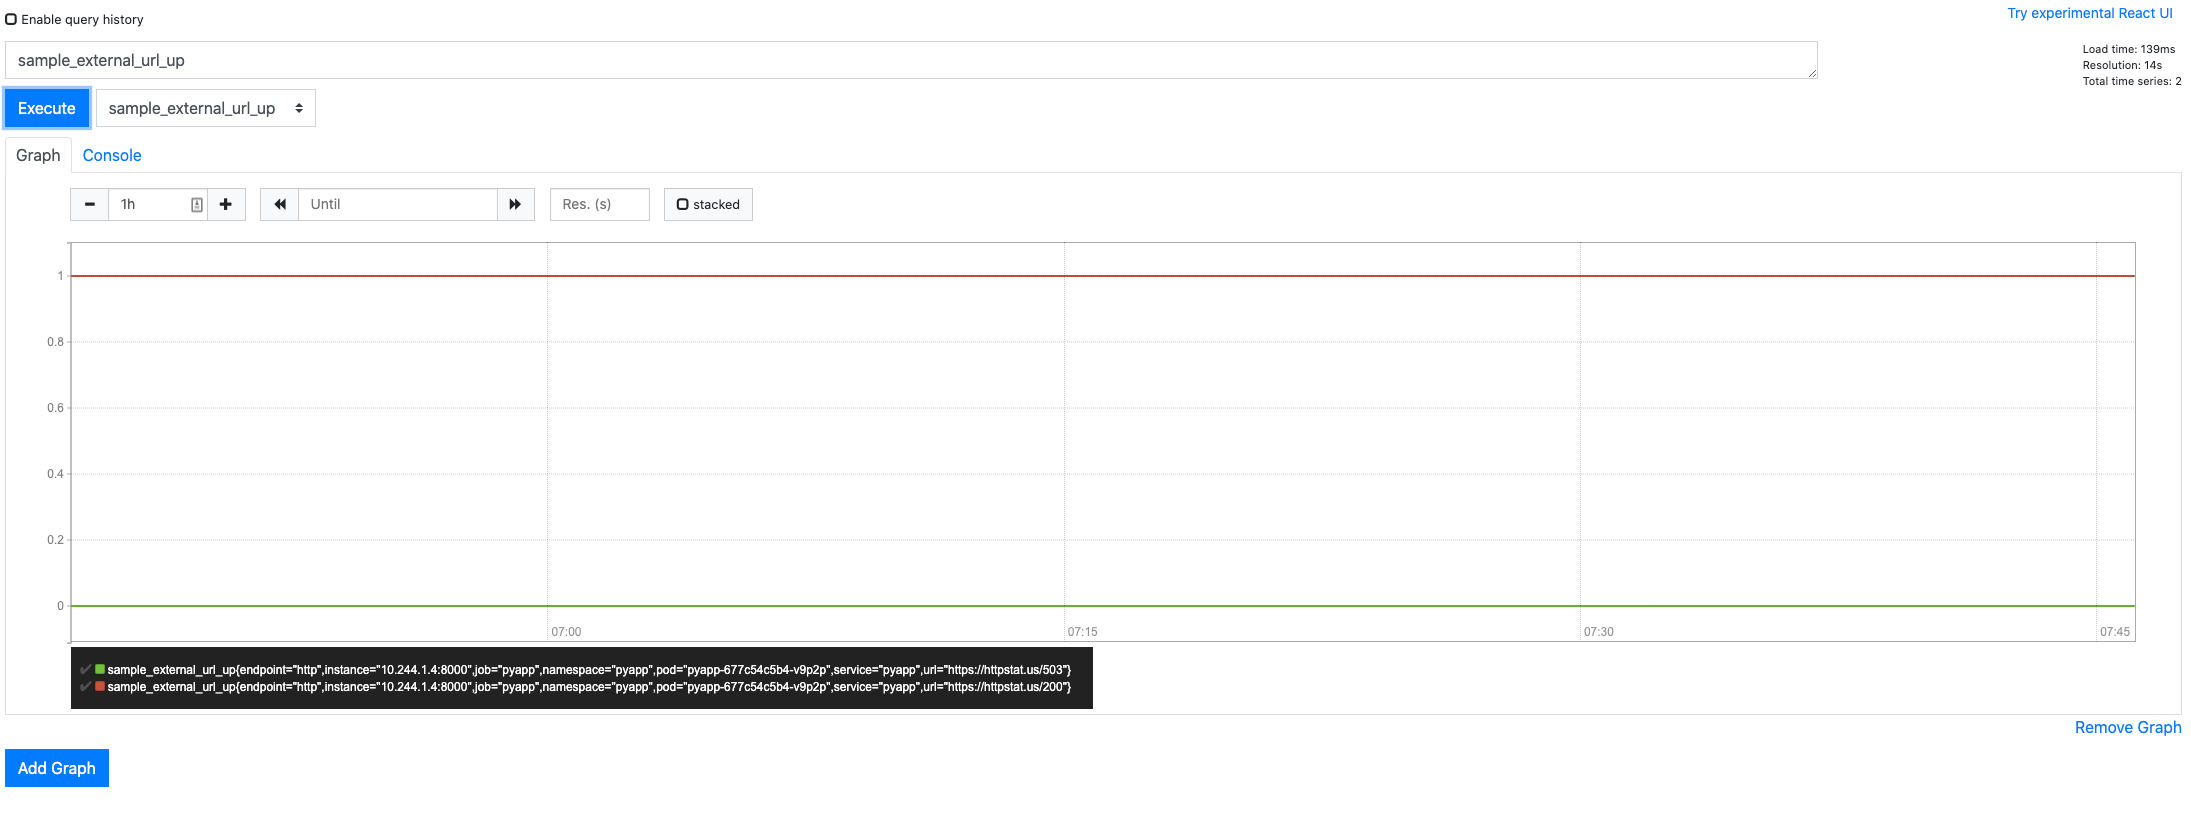 Enable query history
Try experimental React UI
sample_external_url_up
Load time: 139ms
Resolution: 14s
Total time series: 2
Execute
sample_external_url_up
Graph
Console
1h
Until
Res. (s)
stacked
1
0.8
0.6
0.4
0.2
0
07:00
07:15
07:30
07:45
sample_external_url_up{endpoint="http",instance="10.244.1.4:8000",job="pyapp",namespace="pyapp",pod="pyapp-677c54c5b4-v9p2p",service="pyapp",url="https://httpstat.us/503"}
sample_external_url_up{endpoint="http",instance="10.244.1.4:8000",job="pyapp",namespace="pyapp",pod="pyapp-677c54c5b4-v9p2p",service="pyapp",url="https://httpstat.us/200"}
Remove Graph
Add Graph